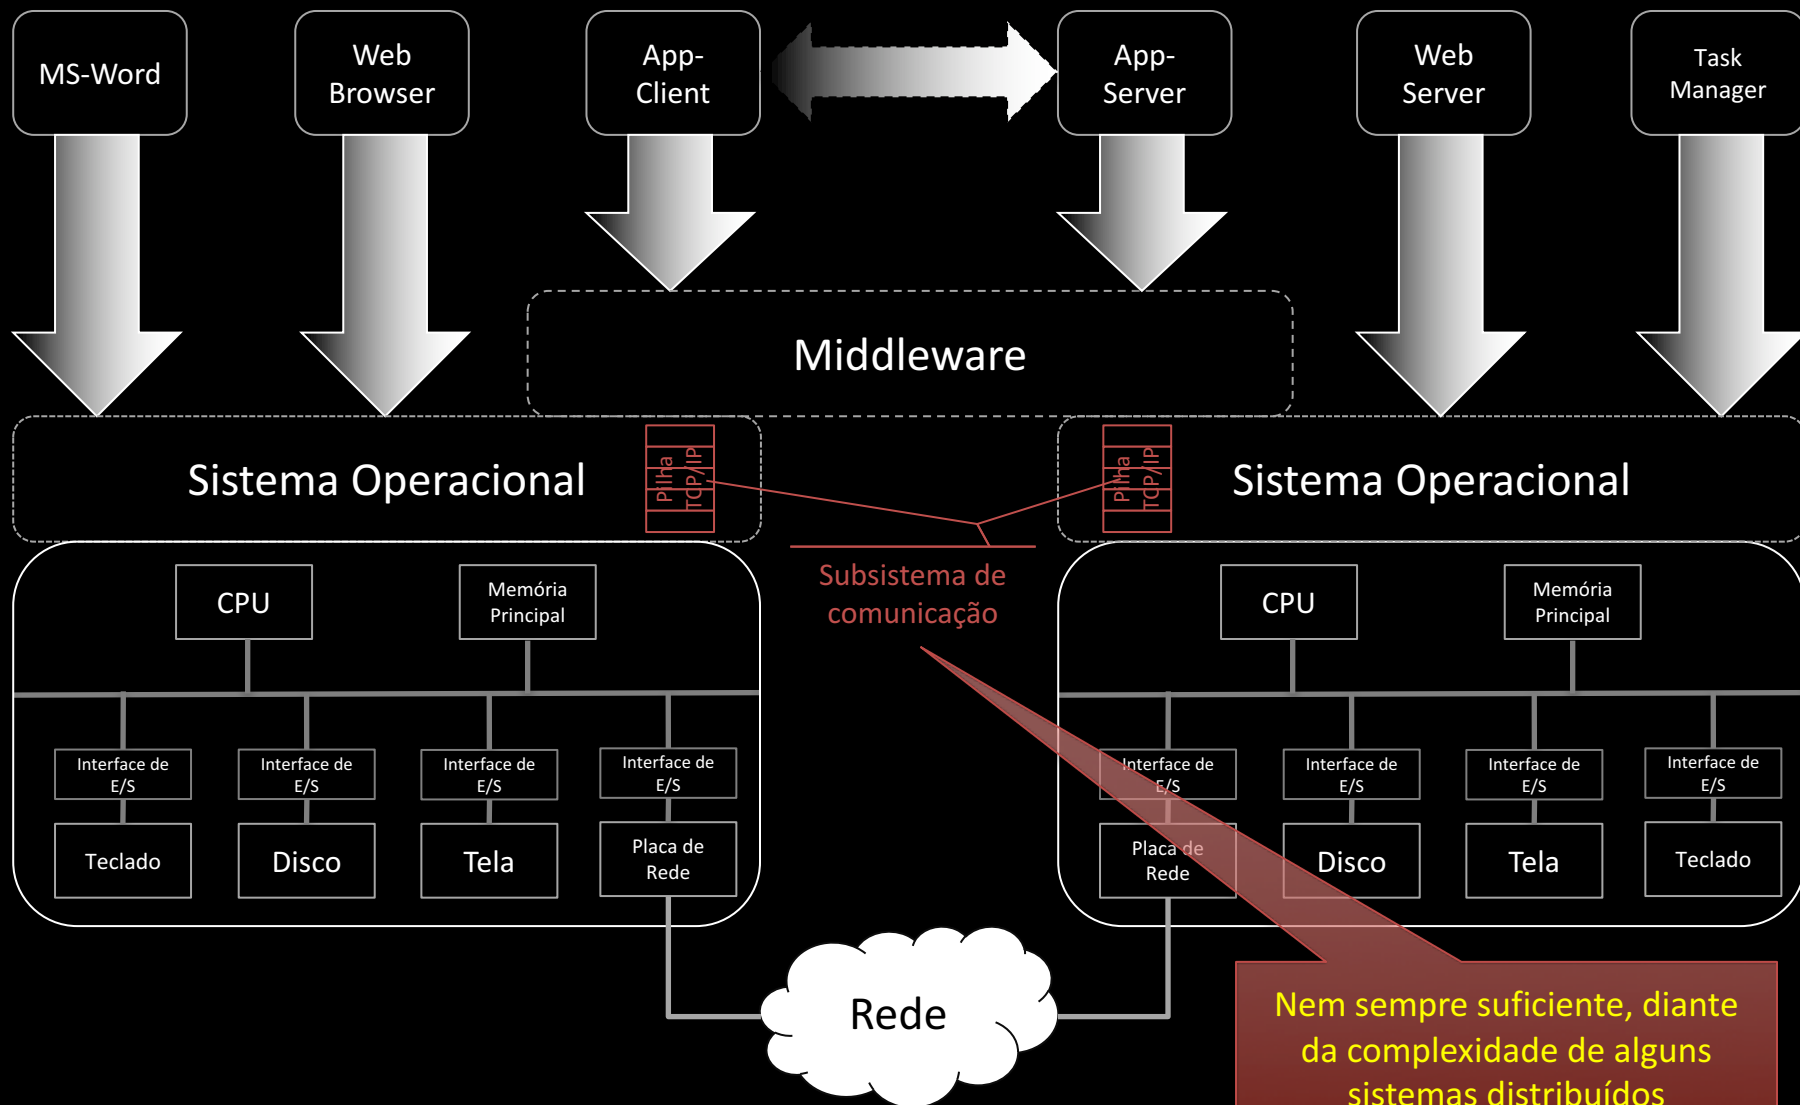 MS-Word
Web
Browser
App-
Client
App-
Server
Web
Server
Task
Manager
Middleware
Sistema Operacional
Pilha
TCP/IP
Pilha
TCP/IP
Sistema Operacional
Subsistema de
comunicação
CPU
Memória
Principal
CPU
Memória
Principal
Interface de
E/S
Interface de
E/S
Interface de
E/S
Interface de
E/S
Interface de
E/S
Interface de
E/S
Interface de
E/S
Interface de
E/S
Teclado
Disco
Tela
Placa de
Rede
Placa de
Rede
Disco
Tela
Teclado
Rede
Nem sempre suficiente, diante
da complexidade de alguns
sistemas distribuídos